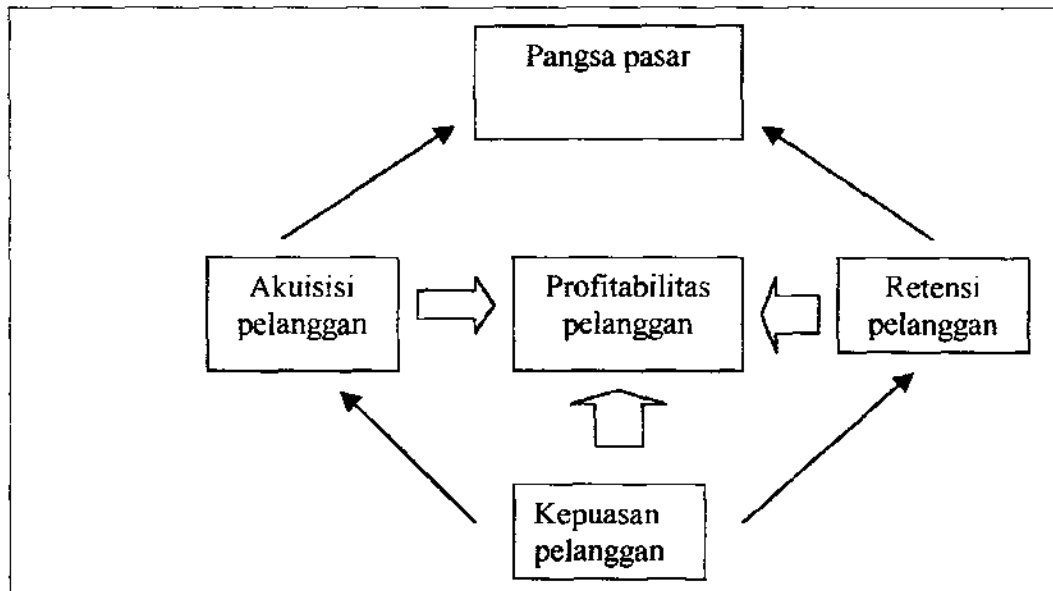 Pangsa pasar
Akuisisi
pelanggan
Profitabilitas
pelanggan
Retensi
pelanggan
Kepuasan
pelanggan